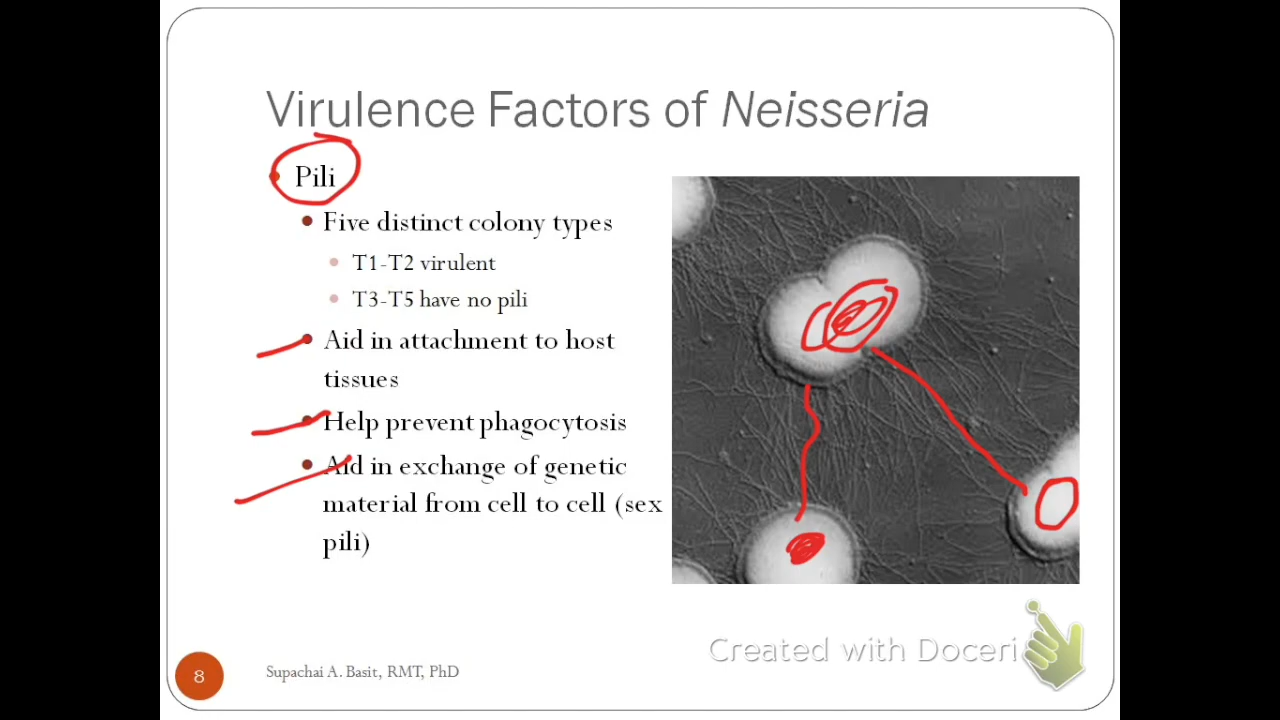 Virulence Factors of Neisseria
Pili
Five distinct colony types
T1-T2 virulent
T3-T5 have no pili
Aid in attachment to host
tissues
Help prevent phagocytosis
Aid in exchange of genetic
material from cell to cell (sex
pili)
Created with Doceri
8
Supachai A. Basit, RMT, PhD